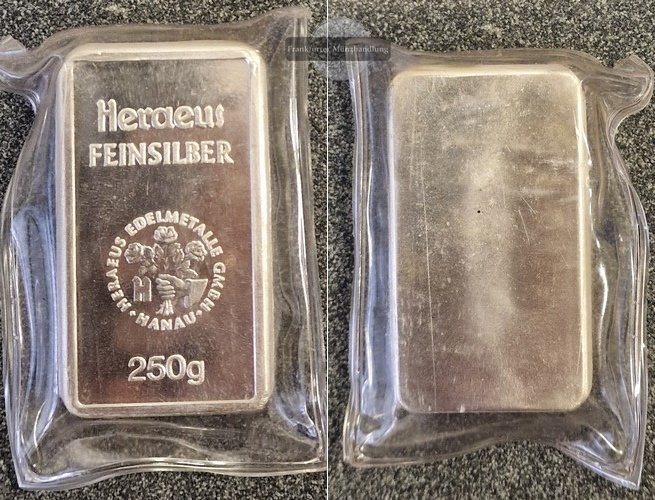 Heraeus
FEINSILBER
HERAEUS EDELMETALLE GMBH
H
· HANAU ·
250g
Frankfurter Münzhandlung